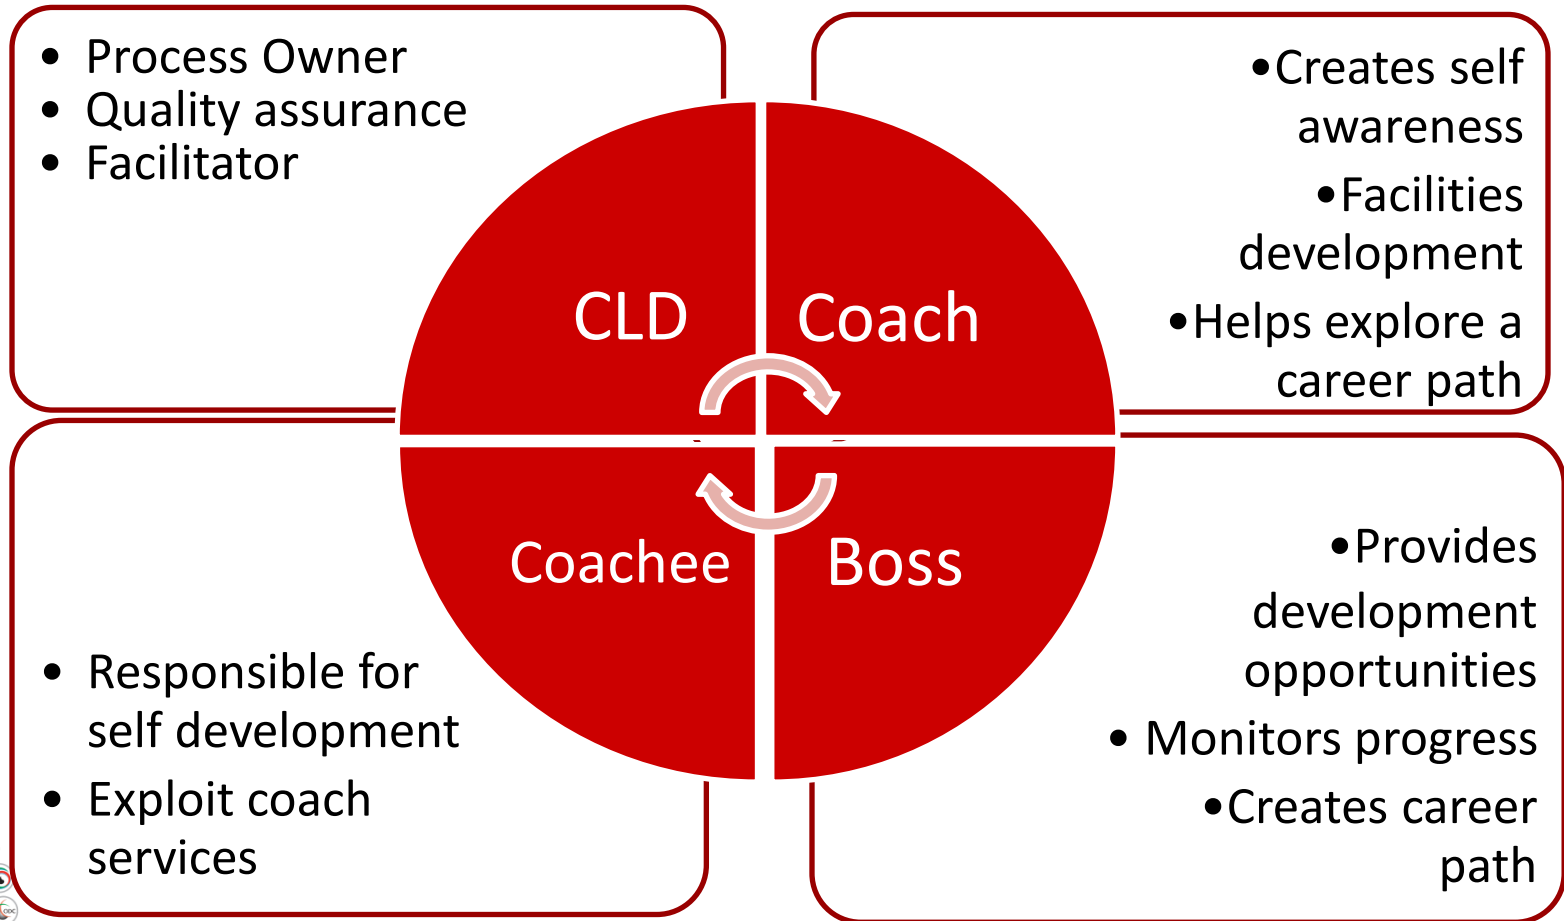 • Process Owner
• Quality assurance
• Facilitator
•Creates self
awareness
•Facilities
development
•Helps explore a
career path
CLD
Coach
Coachee
Boss
• Responsible for
self development
• Exploit coach
services
•Provides
development
opportunities
• Monitors progress
•Creates career
path